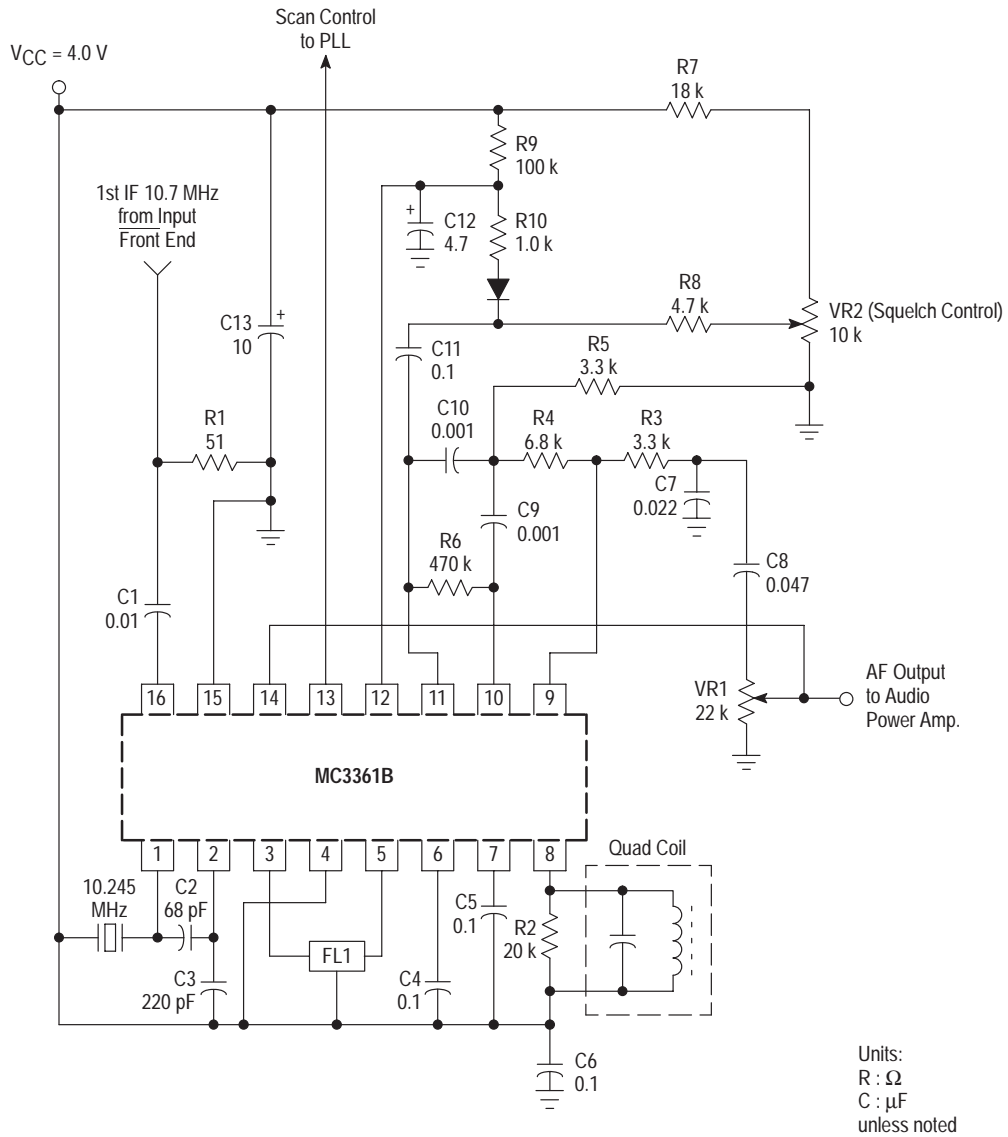 Scan Control
to PLL
VCC = 4.0 V
R7
18 k
R9
100 k
1st IF 10.7 MHz
from Input
Front End
+
C12
4.7
R10
1.0 k
R8
4.7 k
VR2 (Squelch Control)
10 k
C13
+
10
C11
0.1
R5
3.3 k
C10
0.001
R4
6.8 k
R3
3.3 k
R1
51
C7
0.022
C9
0.001
R6
470 k
C8
0.047
C1
0.01
AF Output
to Audio
Power Amp.
VR1
22 k
16 15 14 13 12 11 10 9
MC3361B
1 2 3 4 5 6 7 8
Quad Coil
10.245
MHz
C2
68 pF
C5
0.1
R2
20 k
FL1
C3
220 pF
C4
0.1
C6
0.1
Units:
R : Ω
C : µF
unless noted